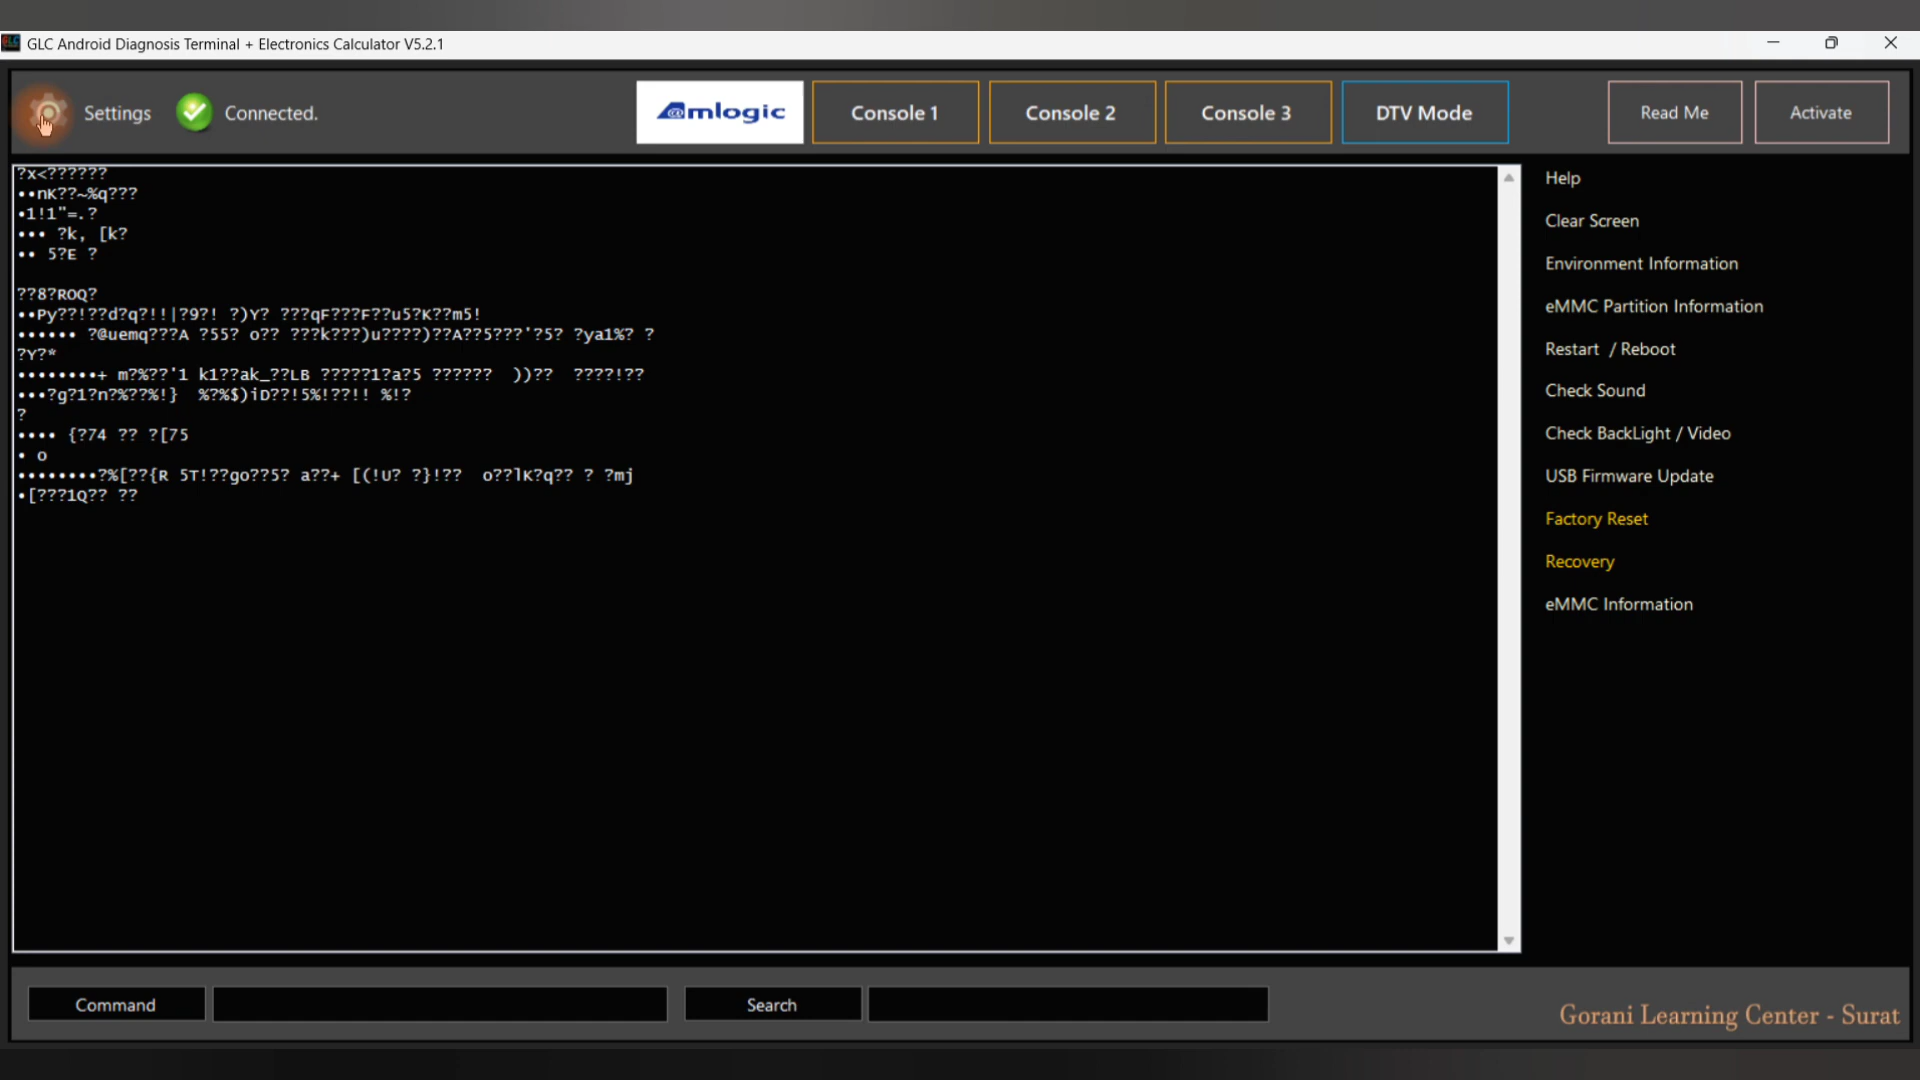 GLC Android Diagnosis Terminal + Electronics Calculator V5.2.1
Settings
Connected.
@mlogic
Console 1
Console 2
Console 3
DTV Mode
Read Me
Activate
?x<??????
••nK??~%q???
•1!1"=.?
••• ?k, [k?
•• 5?E ?
??8?ROQ?
••Py??!??d?q?!!|?9?! ?)Y? ???qF???F??u5?K??m5!
•••••• ?@uemq???A ?55? o?? ???k???)u????)??A??5???'?5? ?ya1%? ?
?Y?*
••••••••+ m?%??'1 k1??ak_??LB ?????1?a?5 ?????? ))?? ????!??
•••?g?1?n?%??%!} %?%$)iD??!5%!??!! %!?
?
•••• {?74 ?? ?[75
• o
••••••••?%[??{R 5T!??go??5? a??+ [(!U? ?}!?? o??lK?q?? ? ?mj
•[???1Q?? ??
Help
Clear Screen
Environment Information
eMMC Partition Information
Restart / Reboot
Check Sound
Check BackLight / Video
USB Firmware Update
Factory Reset
Recovery
eMMC Information
Command
Search
Gorani Learning Center - Surat